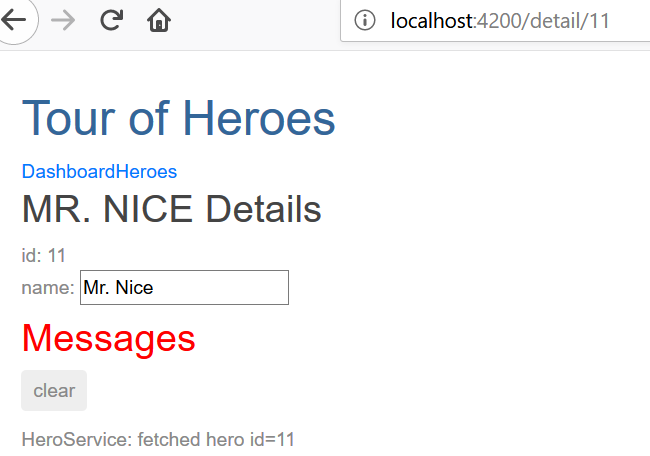 localhost:4200/detail/11
Tour of Heroes
DashboardHeroes
MR. NICE Details
id: 11
name: Mr. Nice
Messages
clear
HeroService: fetched hero id=11